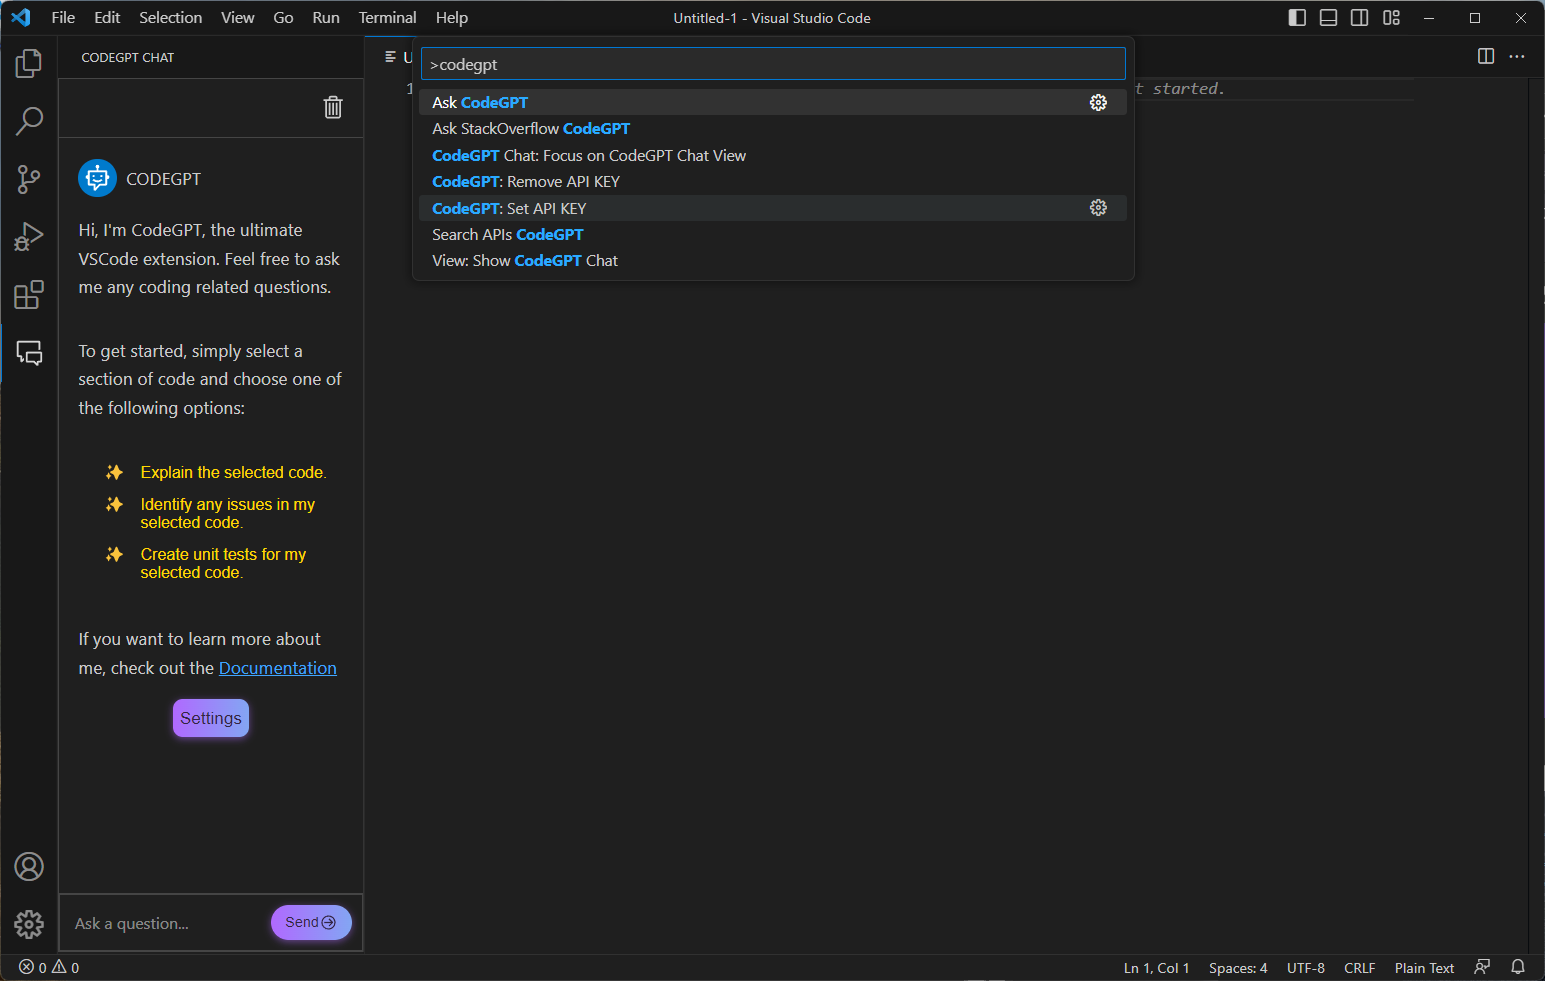 File Edit Selection View Go Run Terminal Help
Untitled-1 - Visual Studio Code
CODEGPT CHAT
U
>codegpt
1
t started.
Ask CodeGPT
Ask StackOverflow CodeGPT
CodeGPT Chat: Focus on CodeGPT Chat View
CodeGPT: Remove API KEY
CodeGPT: Set API KEY
Search APIs CodeGPT
View: Show CodeGPT Chat
CODEGPT
Hi, I'm CodeGPT, the ultimate
VSCode extension. Feel free to ask
me any coding related questions.
To get started, simply select a
section of code and choose one of
the following options:
Explain the selected code.
Identify any issues in my
selected code.
Create unit tests for my
selected code.
If you want to learn more about
me, check out the Documentation
Settings
Ask a question...
Send
0 0
Ln 1, Col 1 Spaces: 4 UTF-8 CRLF Plain Text